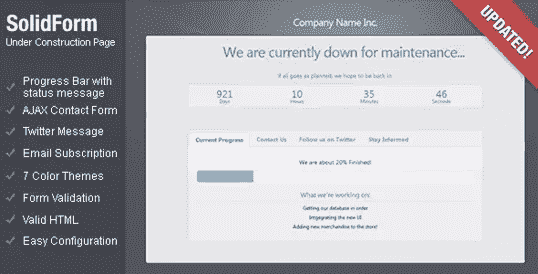 SolidForm
Under Construction Page
Progress Bar with
status message
AJAX Contact Form
Twitter Message
Email Subscription
7 Color Themes
Form Validation
Valid HTML
Easy Configuration
UPDATED!
Company Name Inc.
We are currently down for maintenance...
If all goes as planned, we hope to be back in
921 10 35 46
Days Hours Minutes Seconds
Current Progress Contact Us Follow us on Twitter Stay Informed
We are about 20% Finished!
What we're working on:
Getting our database in order
the new UI
Adding new merchandise to the store!